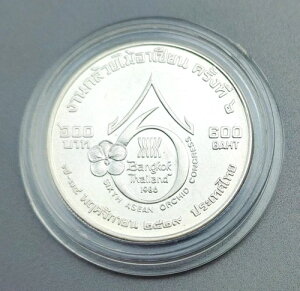 งานกล้วยไม้อาเซียน ครั้งที่ ๖
๖๐๐ บาท
600 BAHT
Bangkok
Thailand
1986
SIXTH ASEAN ORCHID CONGRESS
พฤศจิกายน ๒๕๒๙ ประเทศไทย